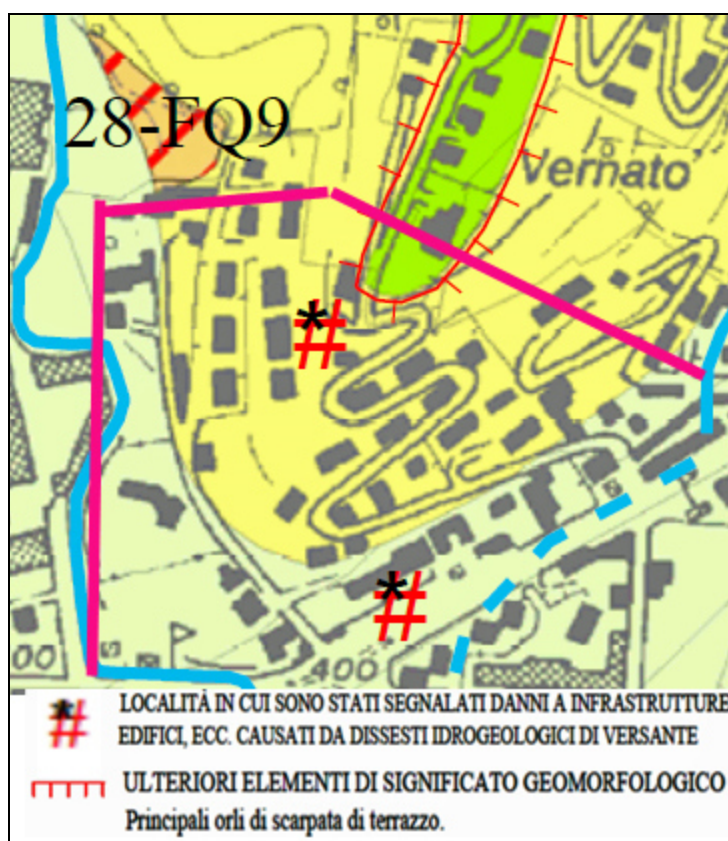 28-FQ9
Vernato
00
400
LOCALITÀ IN CUI SONO STATI SEGNALATI DANNI A INFRASTRUTTURE
EDIFICI, ECC. CAUSATI DA DISSESTI IDROGEOLOGICI DI VERSANTE
ULTERIORI ELEMENTI DI SIGNIFICATO GEOMORFOLOGICO
Principali orli di scarpata di terrazzo.